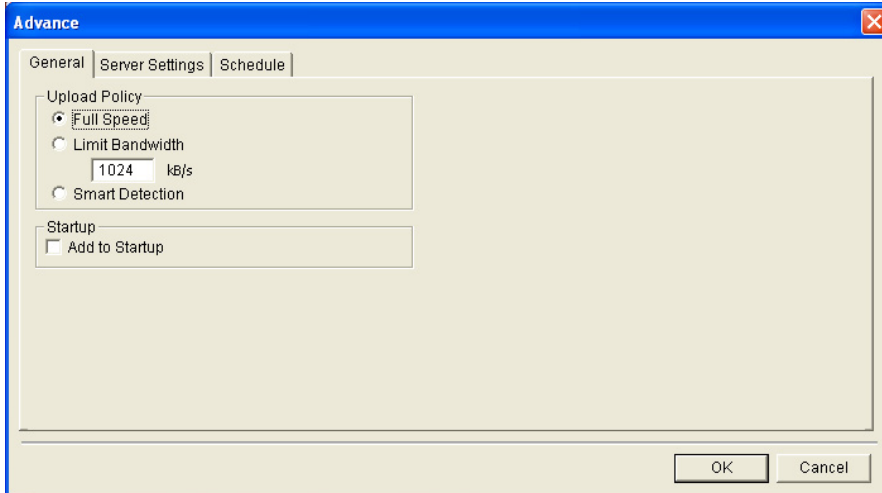 Advance
General Server Settings Schedule
Upload Policy
Full Speed
Limit Bandwidth
1024 kB/s
Smart Detection
Startup
Add to Startup
OK Cancel